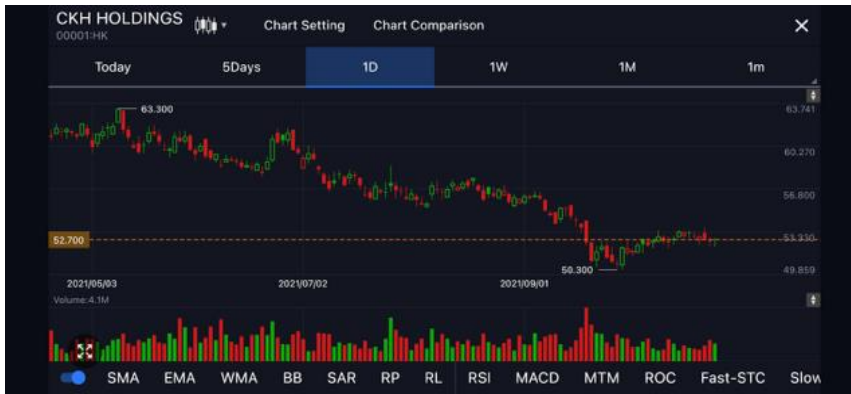 CKH HOLDINGS
00001:HK
Chart Setting
Chart Comparison
Today
5Days
1D
1W
1M
1m
63.300
63.741
60.270
56.800
52.700
53.330
50.300
49.859
2021/05/03
2021/07/02
2021/09/01
Volume:4.1M
SMA
EMA
WMA
BB
SAR
RP
RL
RSI
MACD
MTM
ROC
Fast-STC
Slow